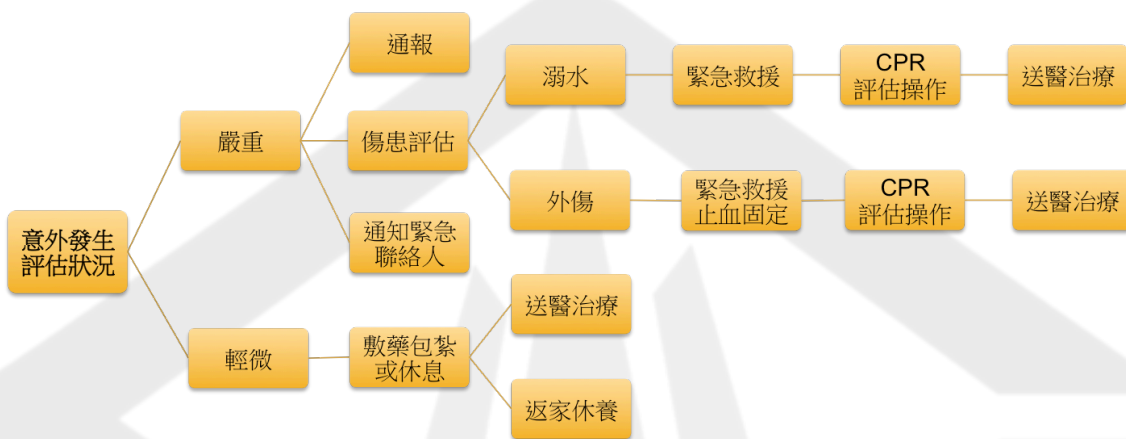 通報
溺水
緊急救援
CPR
評估操作
送醫治療
嚴重
傷患評估
外傷
緊急救援
止血固定
CPR
評估操作
送醫治療
意外發生
評估狀況
通知緊急
聯絡人
輕微
敷藥包紮
或休息
送醫治療
返家休養